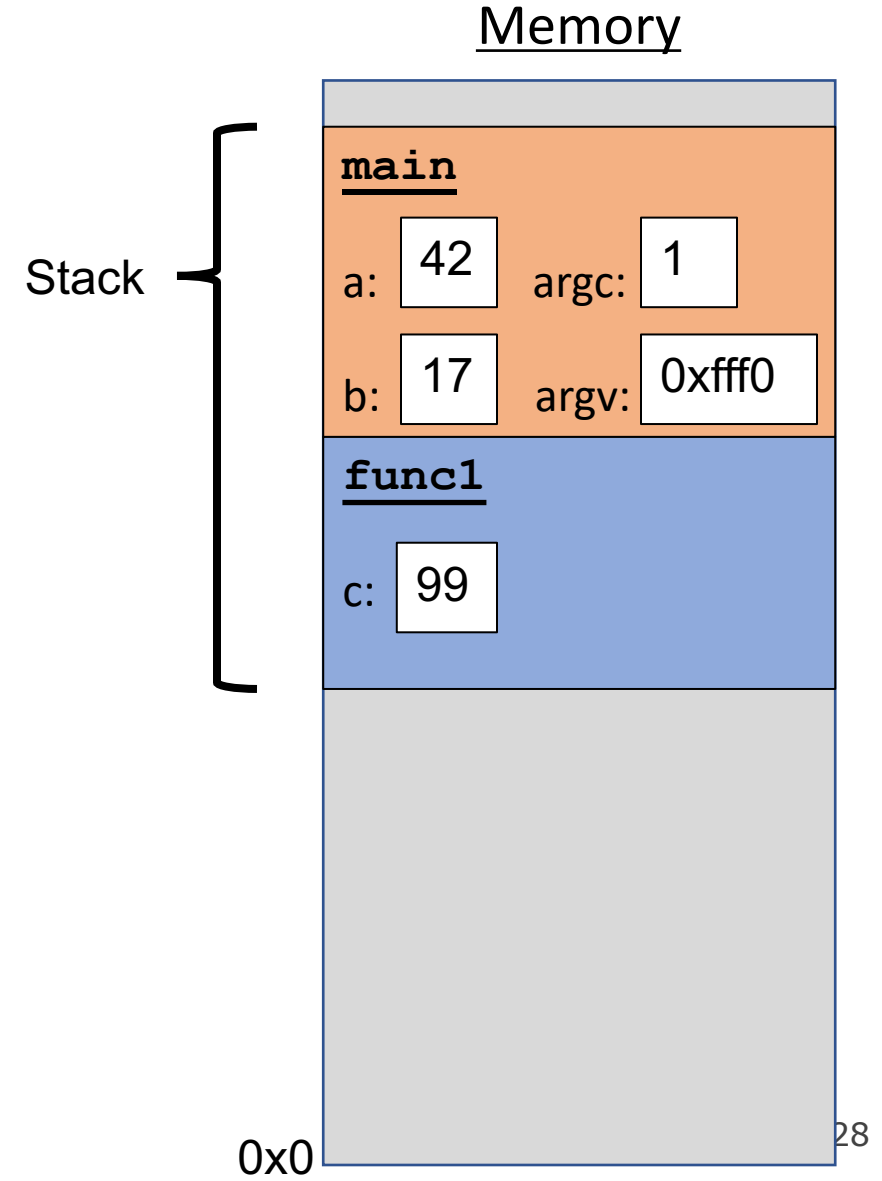 Memory
main
Stack
a: 42 argc: 1
b: 17 argv: 0xfff0
func1
c: 99
28
0x0